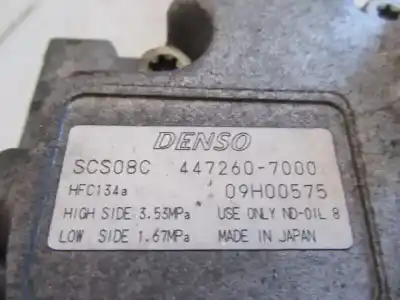 DENSO
SCS08C 447260-7000
HFC134a 09H00575
HIGH SIDE 3.53MPa USE ONLY ND-OIL 8
LOW SIDE 1.67MPa MADE IN JAPAN